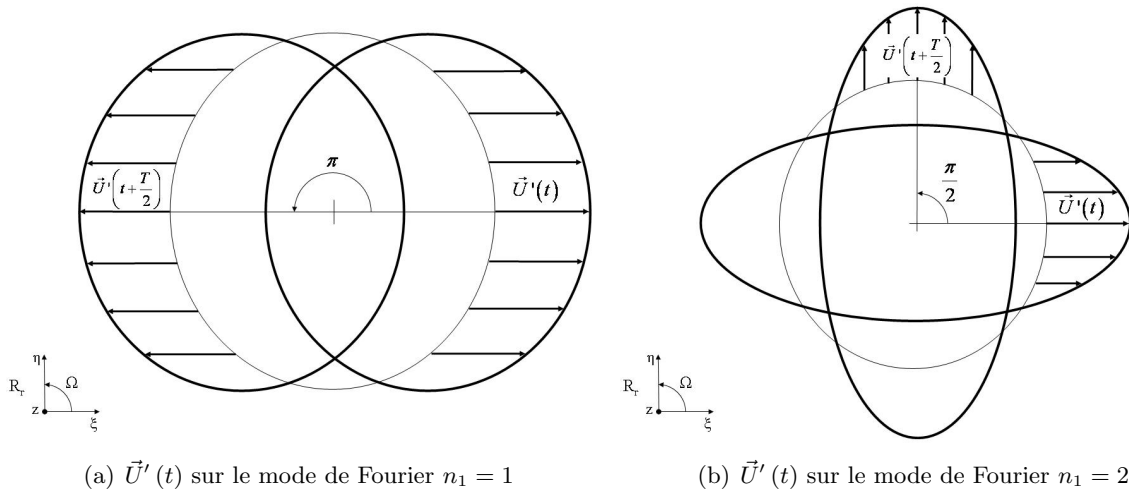 π
U⃗'(t+T/2)
U⃗'(t)
η
R_r
Ω
z
ξ
(a) U⃗′ (t) sur le mode de Fourier n₁ = 1
U⃗'(t+T/2)
π/2
U⃗'(t)
η
R_r
Ω
z
ξ
(b) U⃗′ (t) sur le mode de Fourier n₁ = 2